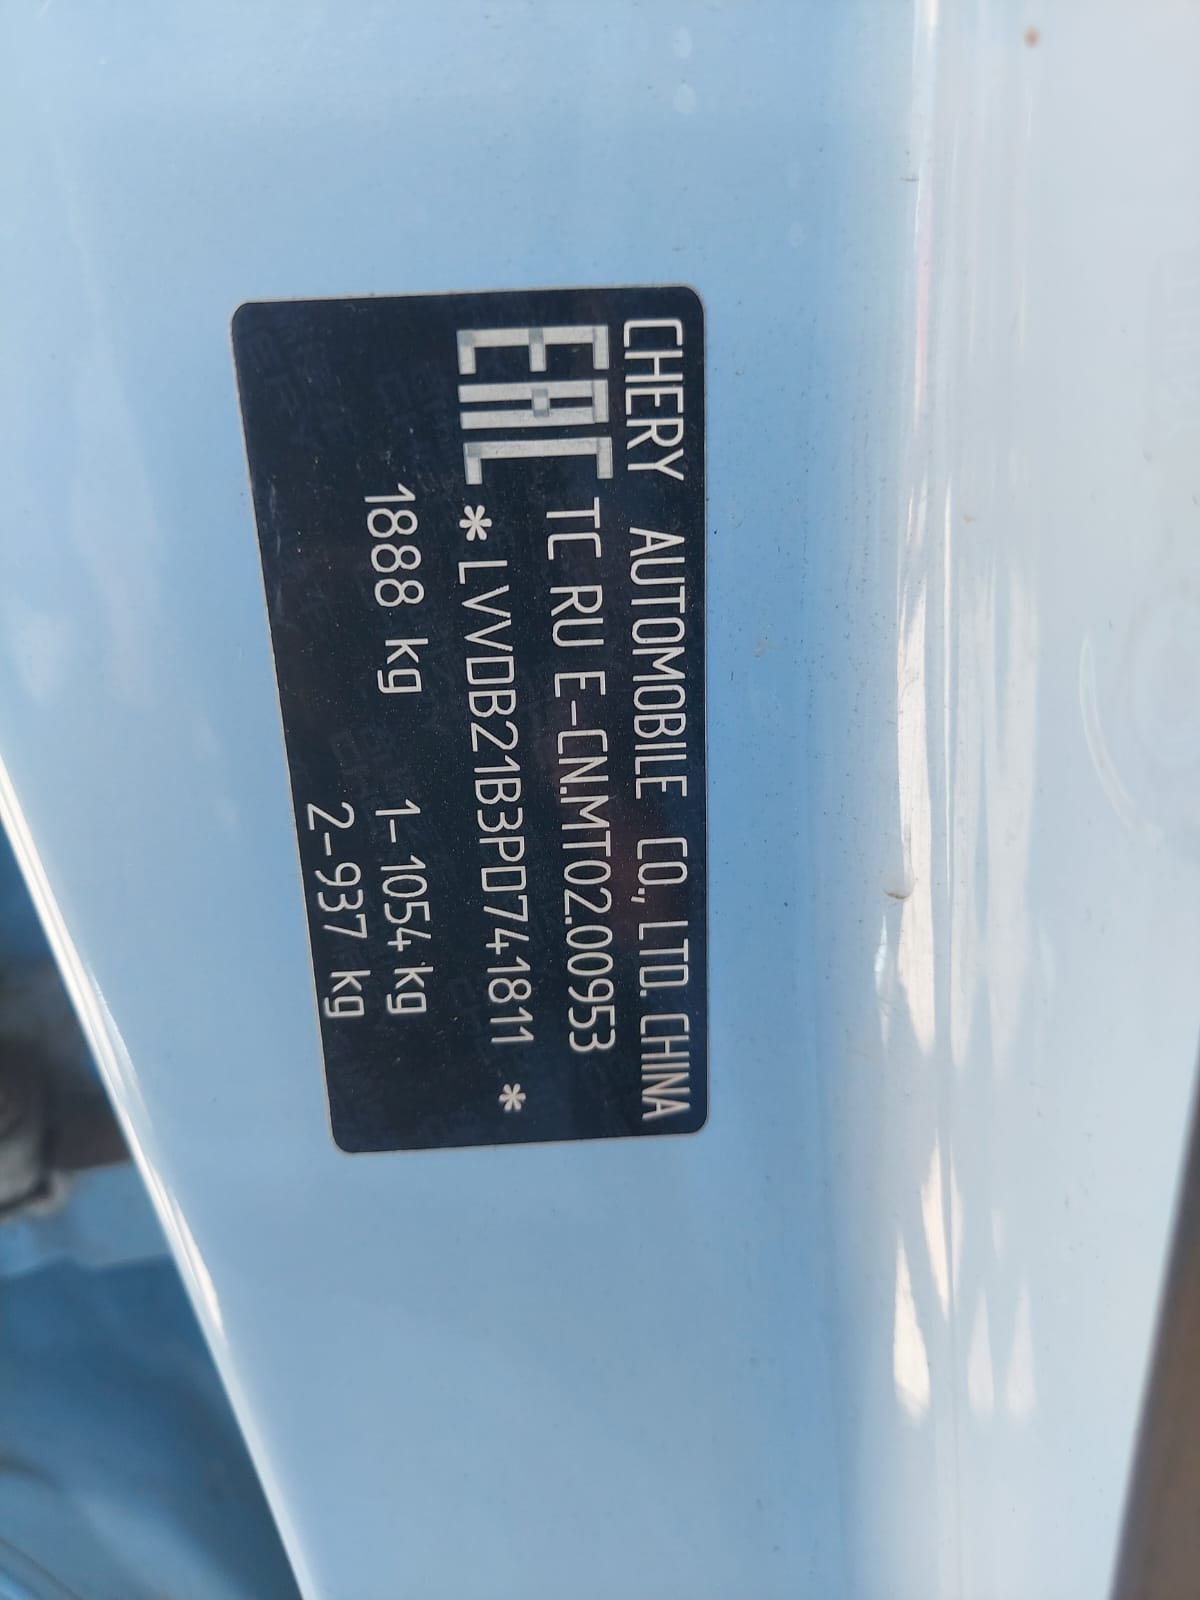 CHERY AUTOMOBILE CO., LTD. CHINA
EAC TC RU E-CN.MT02.00953
*LVVDB21B3PD741811 *
1888 kg 1-1054 kg
2-937 kg